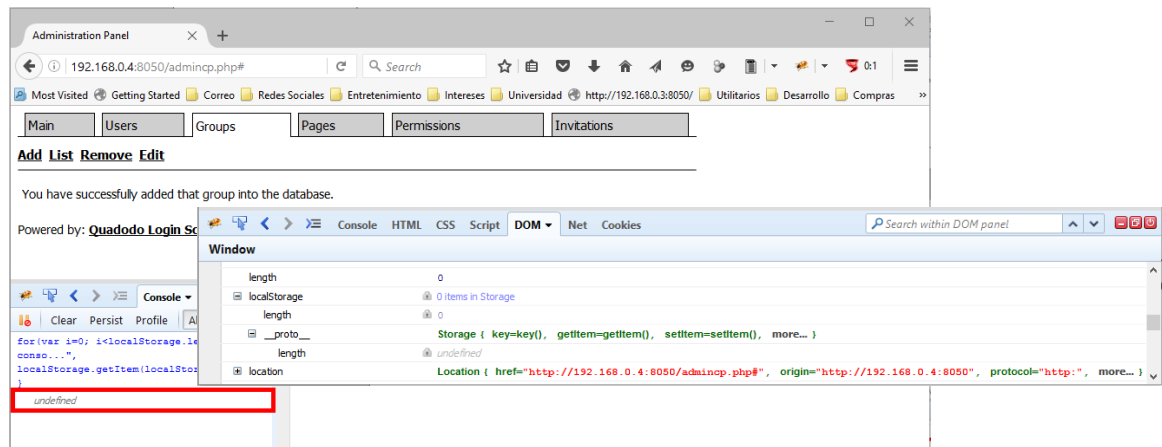 Administration Panel
192.168.0.4:8050/admincp.php#
Search
0:1
Most Visited Getting Started Correo Redes Sociales Entretenimiento Intereses Universidad http://192.168.0.3:8050/ Utilitarios Desarrollo Compras »
Main Users Groups Pages Permissions Invitations
Add List Remove Edit
You have successfully added that group into the database.
Powered by: Quadodo Login Sc
Console HTML CSS Script DOM Net Cookies
Search within DOM panel
Window
length 0
localStorage 0 items in Storage
length 0
__proto__ Storage { key=key(), getItem=getItem(), setItem=setItem(), more... }
length undefined
location Location { href="http://192.168.0.4:8050/admincp.php#", origin="http://192.168.0.4:8050", protocol="http:", more... }
Console
Clear Persist Profile
for(var i=0; i<localStorage.le
conso...",
localStorage.getItem(localStor
}
undefined